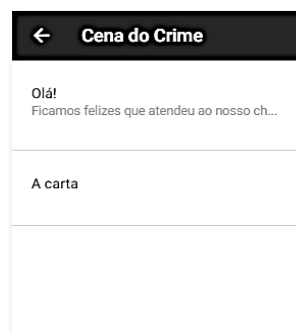 Cena do Crime
Olá!
Ficamos felizes que atendeu ao nosso ch...
A carta